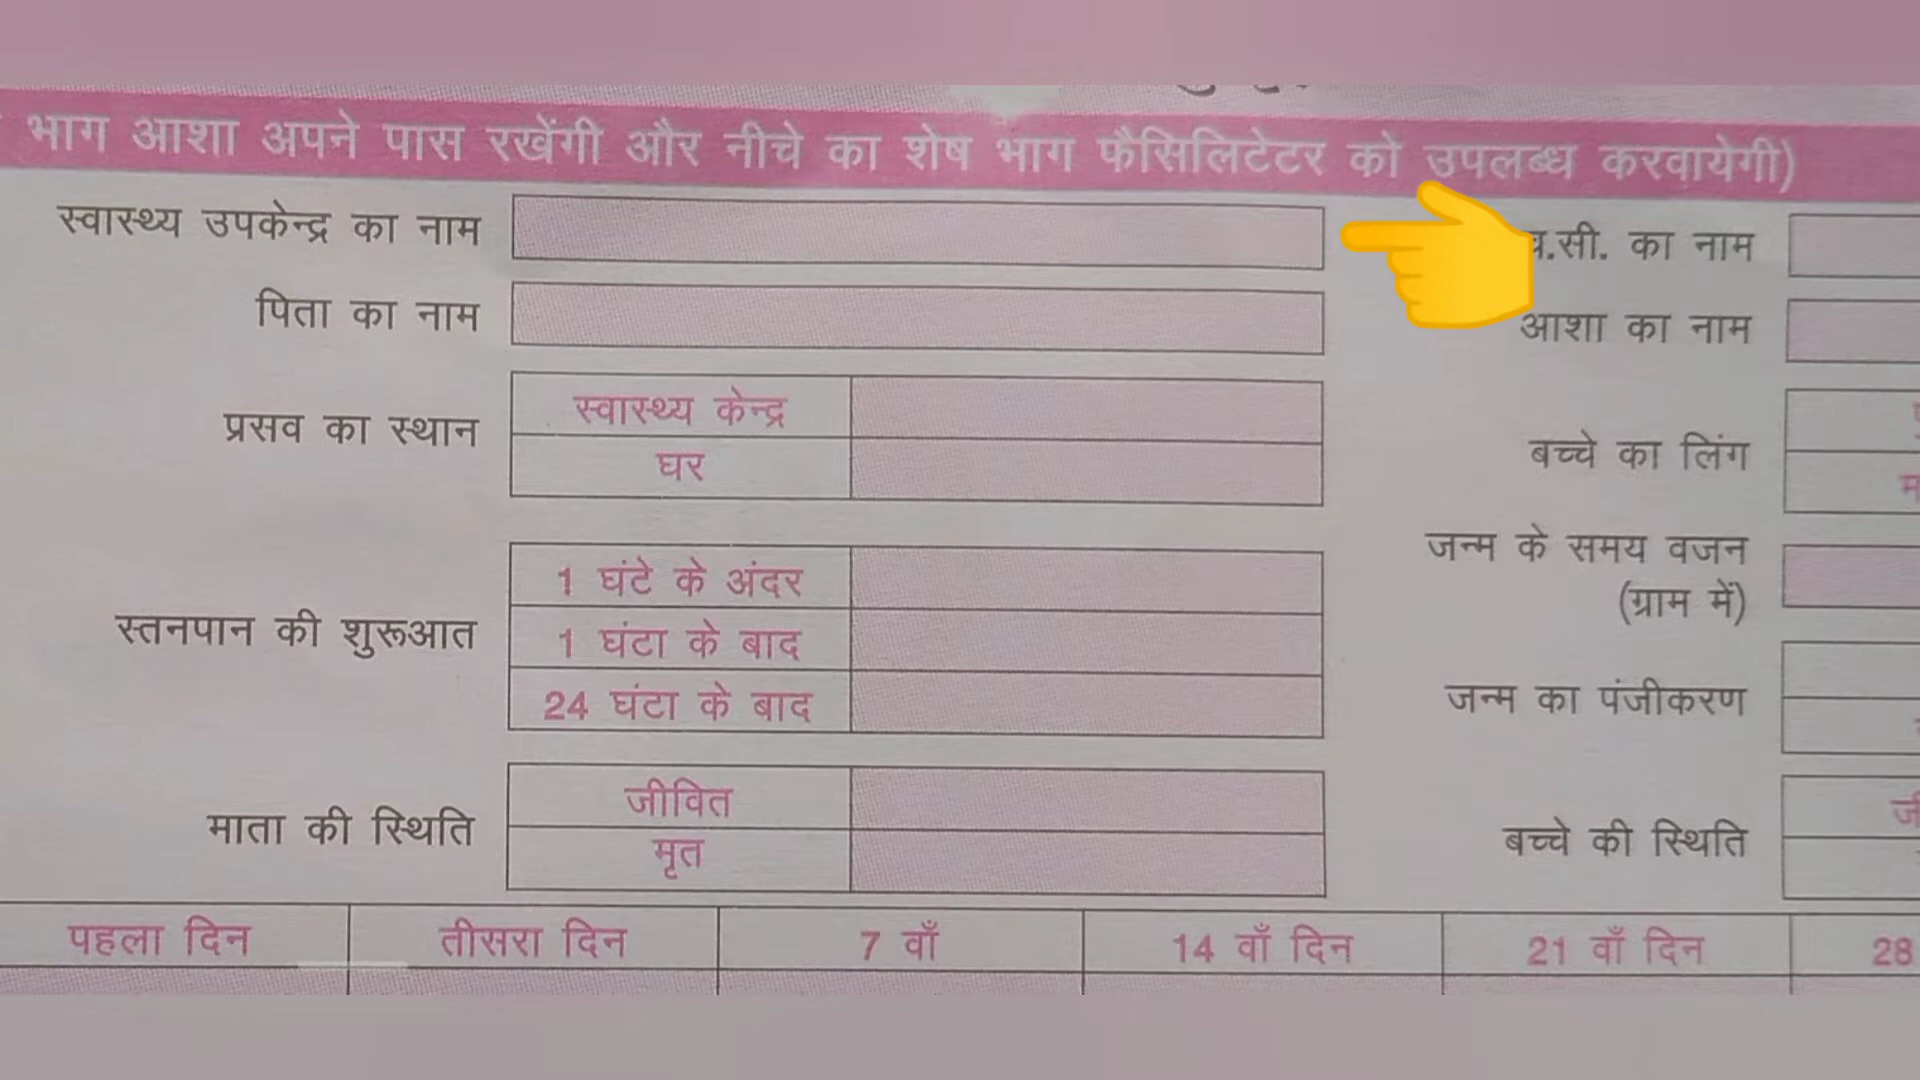 भाग आशा अपने पास रखेंगी और नीचे का शेष भाग फैसिलिटेटर को उपलब्ध करवायेगी)
स्वास्थ्य उपकेन्द्र का नाम
.सी. का नाम
पिता का नाम
आशा का नाम
प्रसव का स्थान
स्वास्थ्य केन्द्र
घर
बच्चे का लिंग
जन्म के समय वजन
(ग्राम में)
स्तनपान की शुरूआत
1 घंटे के अंदर
1 घंटा के बाद
24 घंटा के बाद
जन्म का पंजीकरण
माता की स्थिति
जीवित
मृत
बच्चे की स्थिति
पहला दिन तीसरा दिन 7 वाँ 14 वाँ दिन 21 वाँ दिन 28